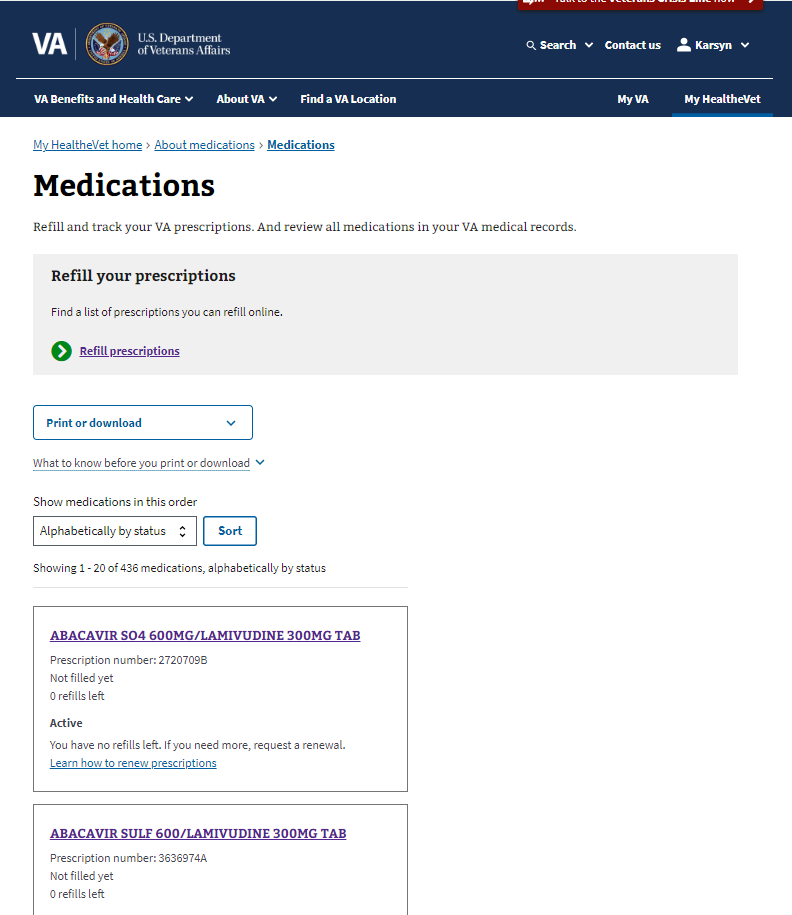 Talk to the Veterans Crisis Line now
VA
U.S. Department
of Veterans Affairs
Search
Contact us
Karsyn
VA Benefits and Health Care
About VA
Find a VA Location
My VA
My HealtheVet
My HealtheVet home › About medications › Medications
Medications
Refill and track your VA prescriptions. And review all medications in your VA medical records.
Refill your prescriptions
Find a list of prescriptions you can refill online.
Refill prescriptions
Print or download
What to know before you print or download
Show medications in this order
Alphabetically by status
Sort
Showing 1 - 20 of 436 medications, alphabetically by status
ABACAVIR SO4 600MG/LAMIVUDINE 300MG TAB
Prescription number: 2720709B
Not filled yet
0 refills left
Active
You have no refills left. If you need more, request a renewal.
Learn how to renew prescriptions
ABACAVIR SULF 600/LAMIVUDINE 300MG TAB
Prescription number: 3636974A
Not filled yet
0 refills left